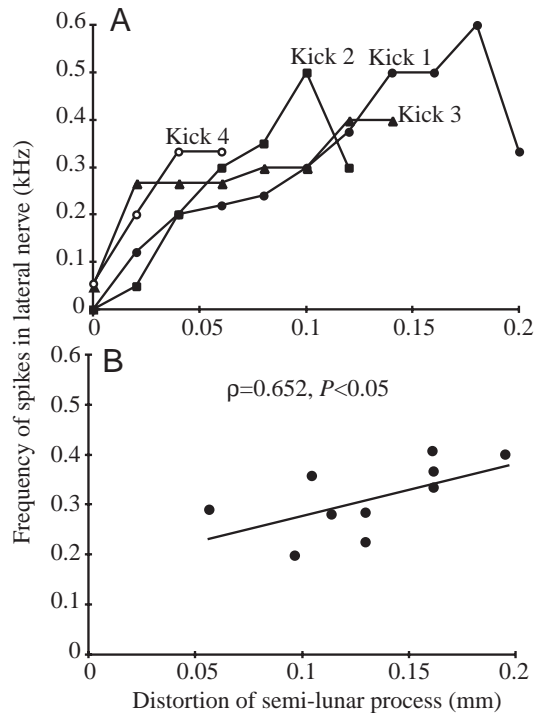 Frequency of spikes in lateral nerve (kHz)
A
0.6
0.5
0.4
0.3
0.2
0.1
0
Kick 1
Kick 2
Kick 3
Kick 4
0
0.05
0.1
0.15
0.2
B
0.6
0.5
0.4
0.3
0.2
0.1
0
ρ=0.652, P<0.05
0
0.05
0.1
0.15
0.2
Distortion of semi-lunar process (mm)